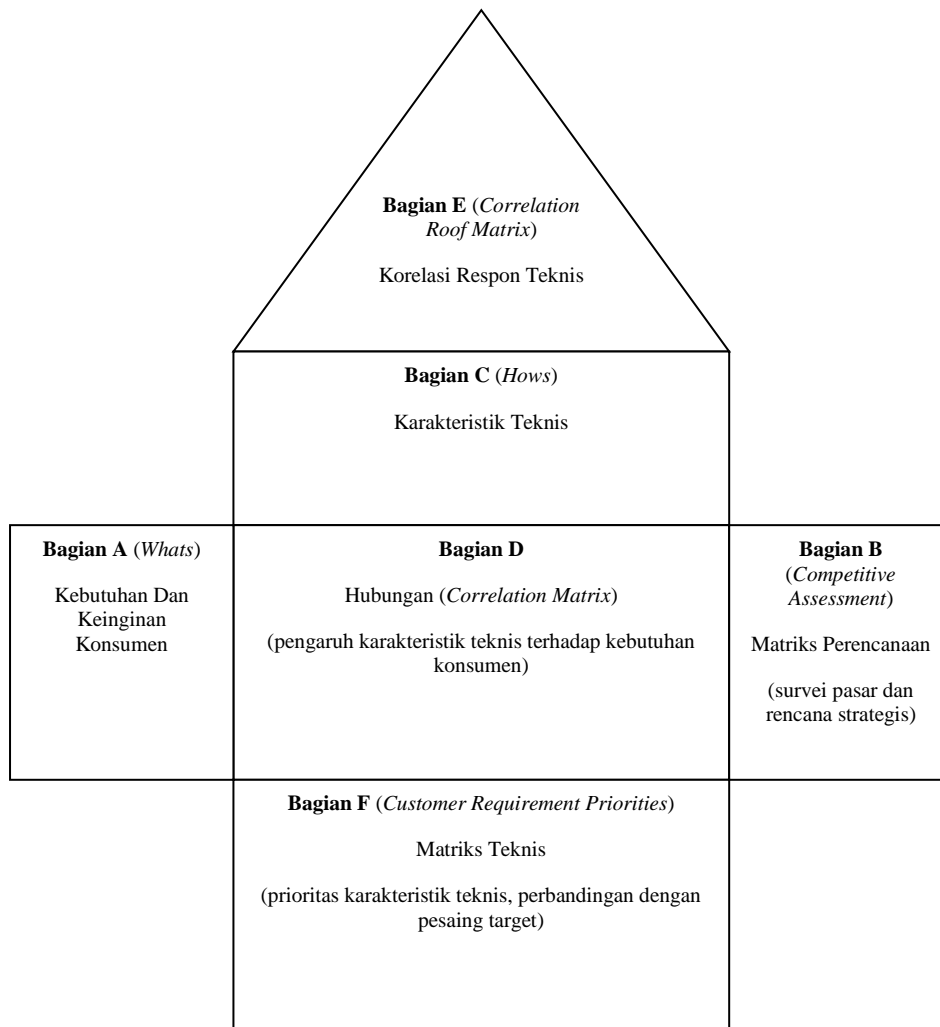 Bagian E (Correlation
Roof Matrix)
Korelasi Respon Teknis
Bagian C (Hows)
Karakteristik Teknis
Bagian A (Whats)
Kebutuhan Dan
Keinginan
Konsumen
Bagian D
Hubungan (Correlation Matrix)
(pengaruh karakteristik teknis terhadap kebutuhan
konsumen)
Bagian B
(Competitive
Assessment)
Matriks Perencanaan
(survei pasar dan
rencana strategis)
Bagian F (Customer Requirement Priorities)
Matriks Teknis
(prioritas karakteristik teknis, perbandingan dengan
pesaing target)